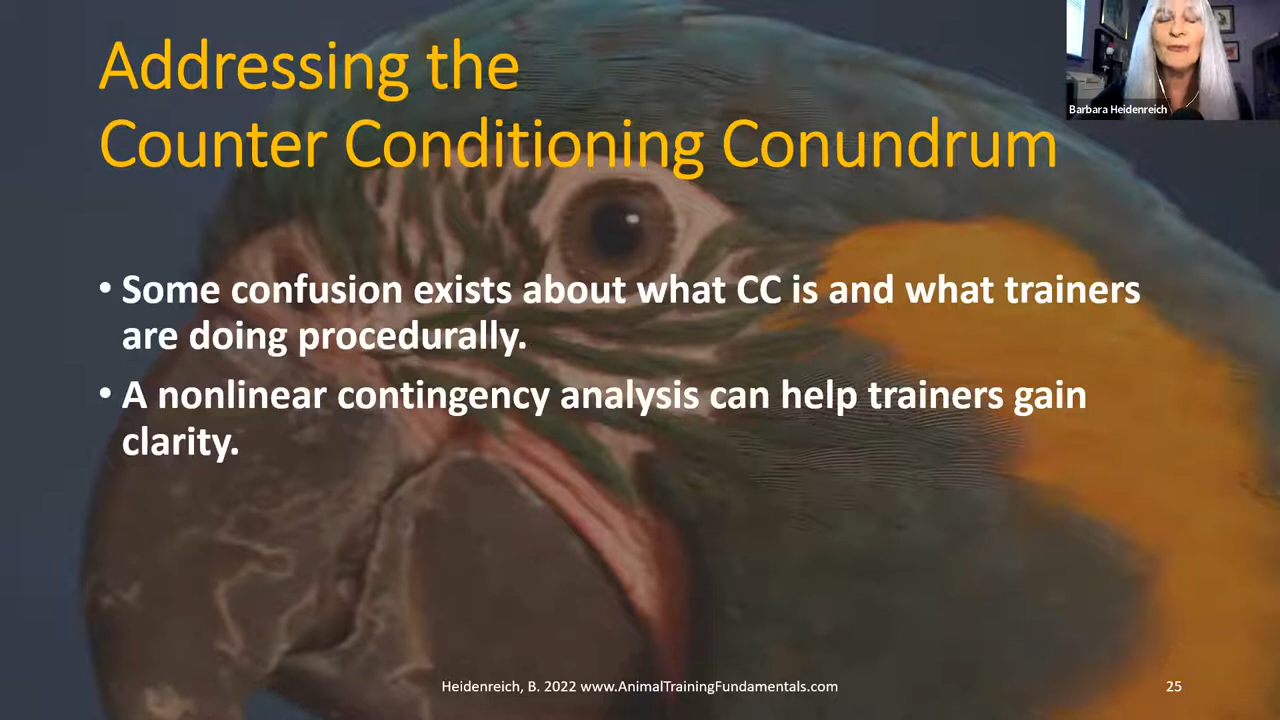 Addressing the
Counter Conditioning Conundrum
Barbara Heidenreich
• Some confusion exists about what CC is and what trainers
are doing procedurally.
• A nonlinear contingency analysis can help trainers gain
clarity.
Heidenreich, B. 2022 www.AnimalTrainingFundamentals.com
25